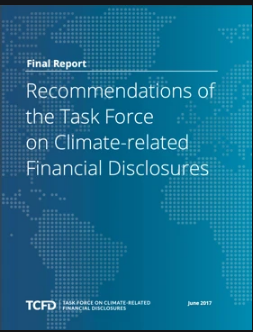 Final Report
Recommendations of
the Task Force
on Climate-related
Financial Disclosures
TCFD
TASK FORCE ON CLIMATE-RELATED
FINANCIAL DISCLOSURES
June 2017